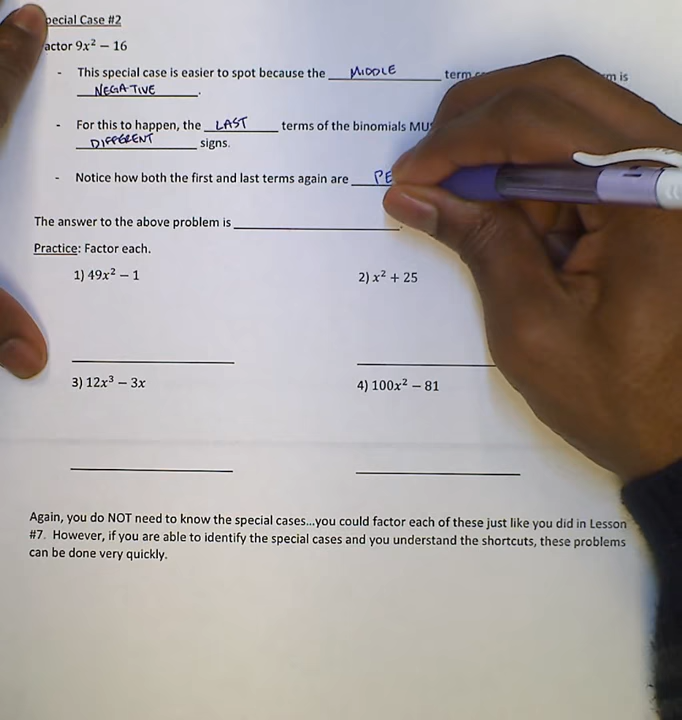 pecial Case #2
actor 9x² – 16
- This special case is easier to spot because the MIDDLE term is
NEGATIVE.
- For this to happen, the LAST terms of the binomials MU
DIFFERENT signs.
- Notice how both the first and last terms again are PE
The answer to the above problem is ____.
Practice: Factor each.
1) 49x² – 1 2) x² + 25
3) 12x³ – 3x 4) 100x² – 81
Again, you do NOT need to know the special cases...you could factor each of these just like you did in Lesson
#7. However, if you are able to identify the special cases and you understand the shortcuts, these problems
can be done very quickly.